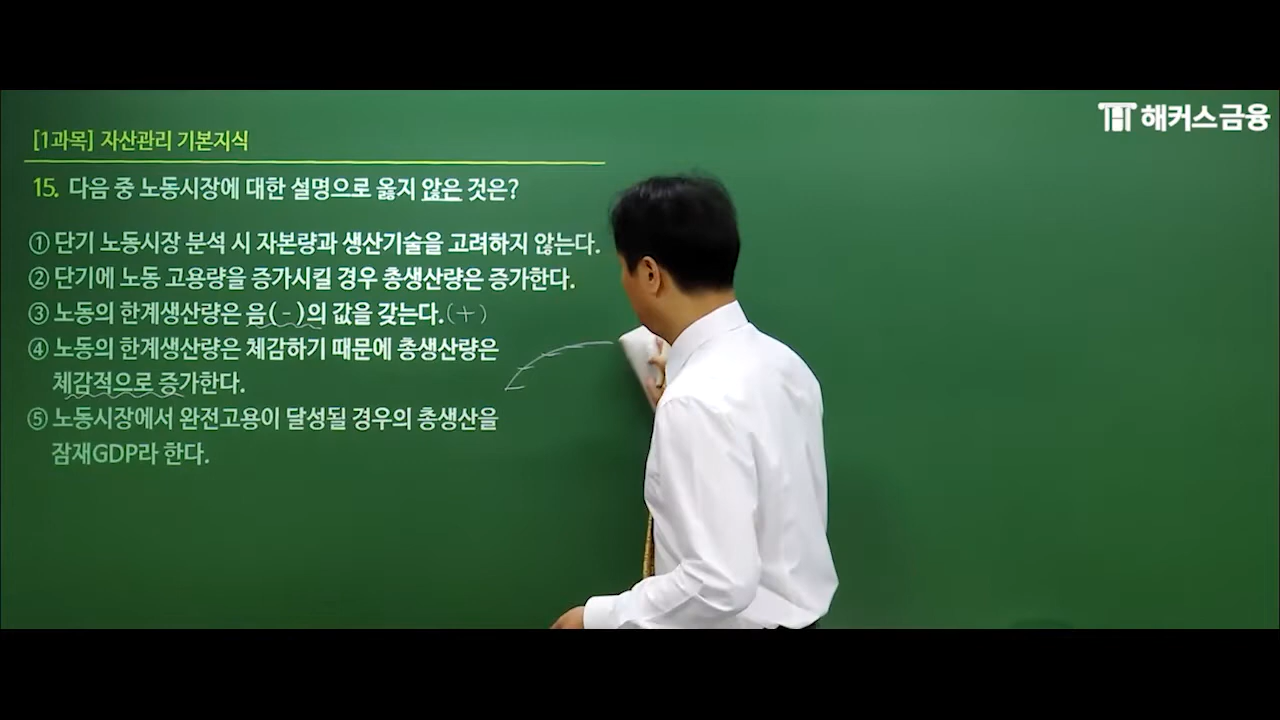 해커스금융
[1과목] 자산관리 기본지식
15. 다음 중 노동시장에 대한 설명으로 옳지 않은 것은?
① 단기 노동시장 분석 시 자본량과 생산기술을 고려하지 않는다.
② 단기에 노동 고용량을 증가시킬 경우 총생산량은 증가한다.
③ 노동의 한계생산량은 음(-)의 값을 갖는다.(+)
④ 노동의 한계생산량은 체감하기 때문에 총생산량은
체감적으로 증가한다.
⑤ 노동시장에서 완전고용이 달성될 경우의 총생산을
잠재GDP라 한다.